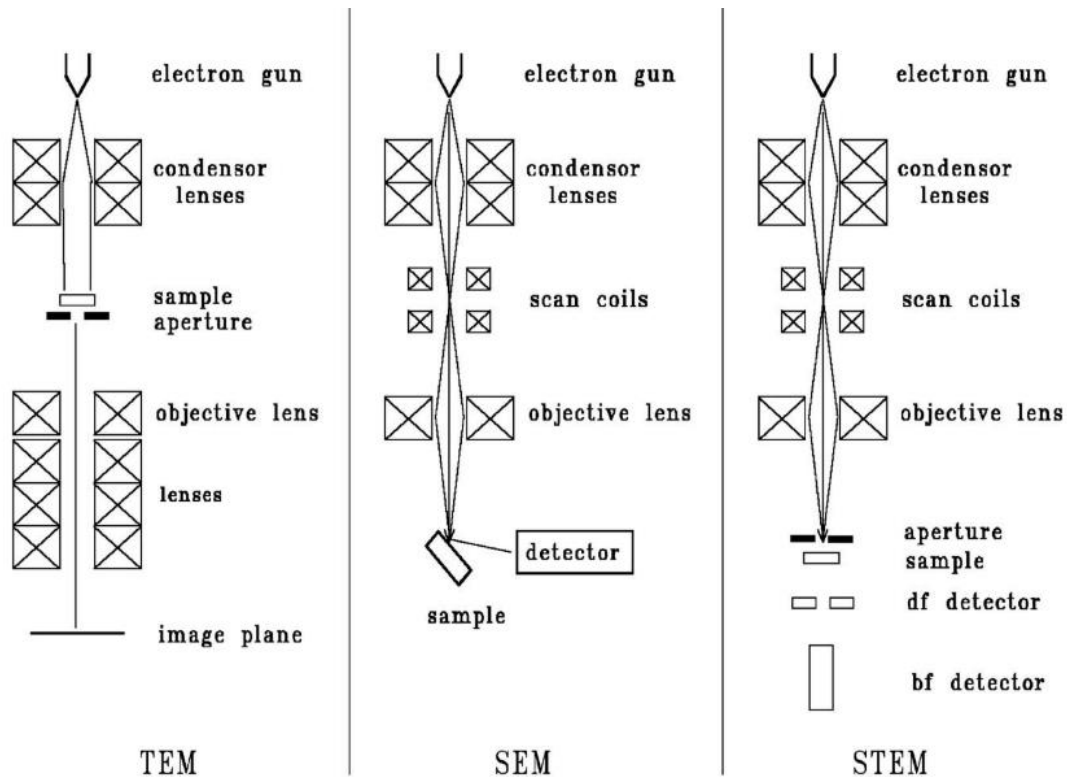 electron gun
condensor
lenses
sample
aperture
objective lens
lenses
image plane
TEM
electron gun
condensor
lenses
scan coils
objective lens
detector
sample
SEM
electron gun
condensor
lenses
scan coils
objective lens
aperture
sample
df detector
bf detector
STEM